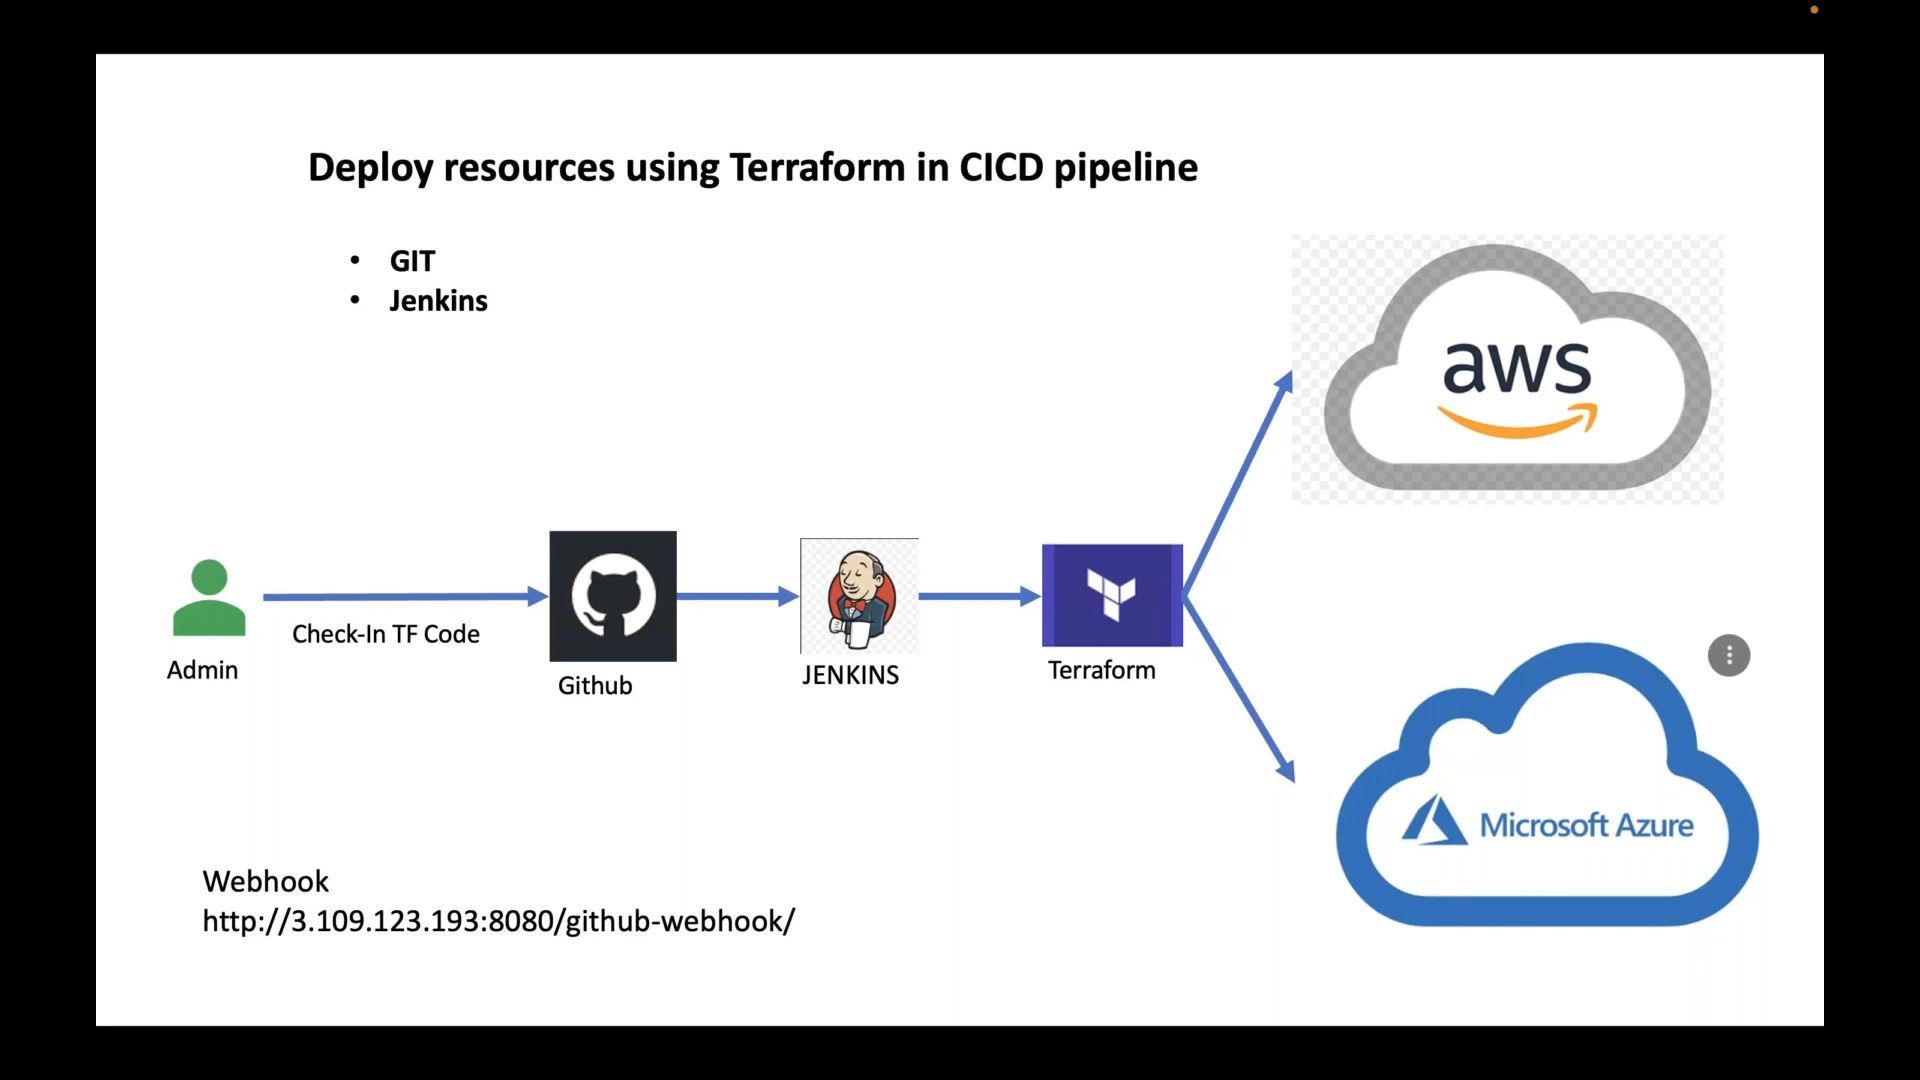 Deploy resources using Terraform in CICD pipeline
• GIT
• Jenkins
aws
Check-In TF Code
Admin
Github
JENKINS
Terraform
Microsoft Azure
Webhook
http://3.109.123.193:8080/github-webhook/